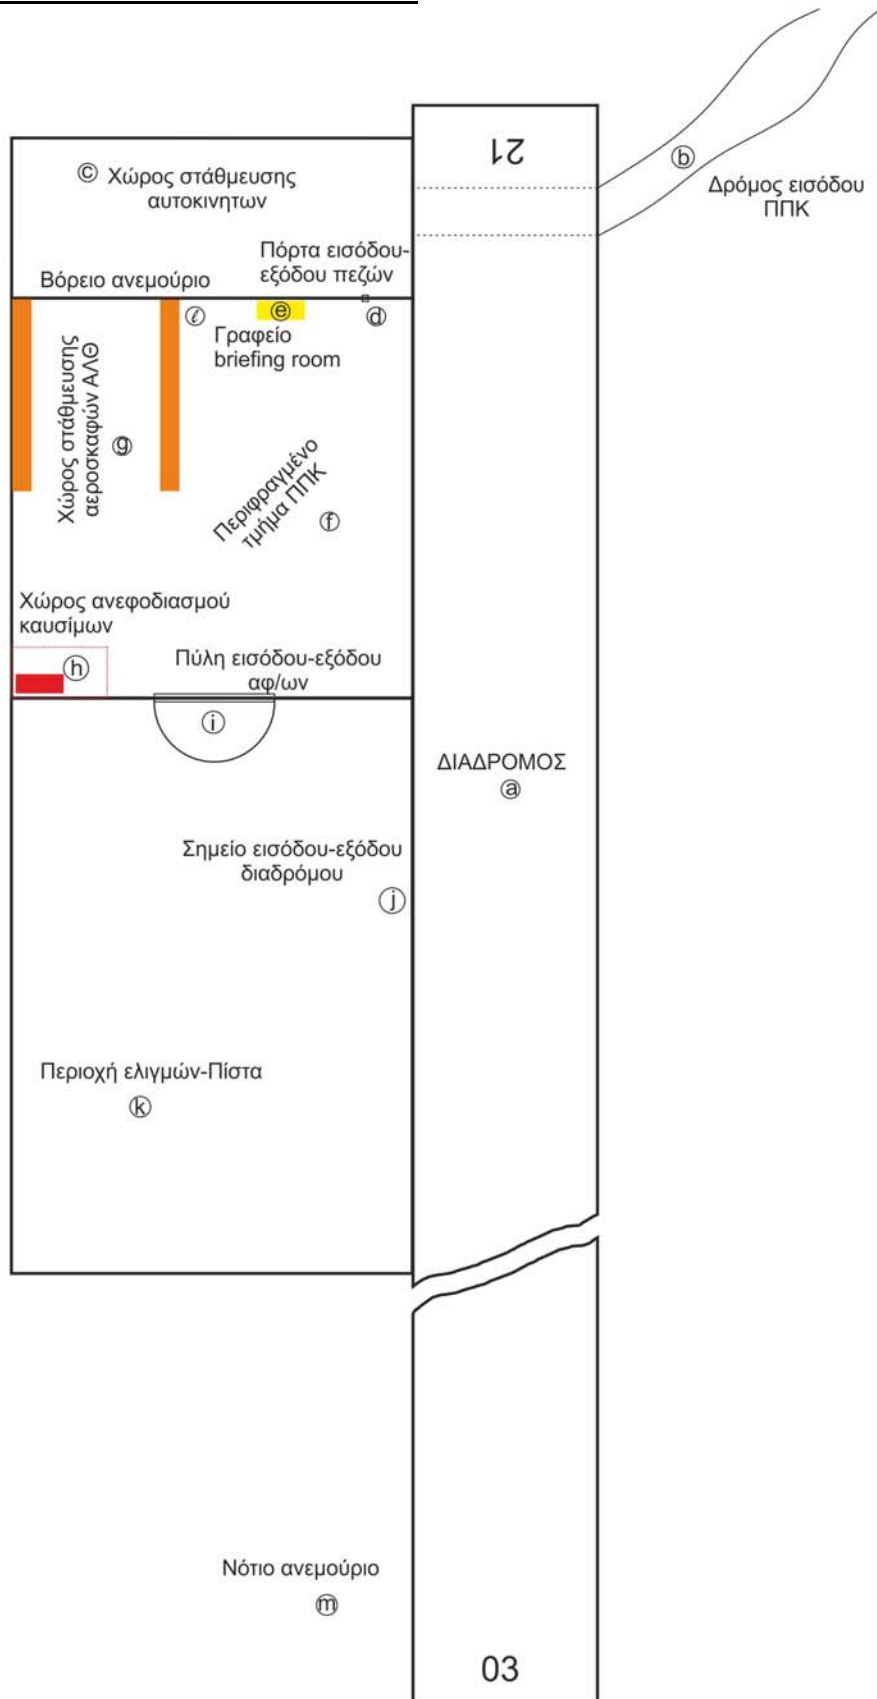 21
ⓑ
Δρόμος εισόδου
ΠΠΚ
© Χώρος στάθμευσης
αυτοκινητων
Πόρτα εισόδου-
εξόδου πεζών
Βόρειο ανεμούριο
ℓ
ⓔ
ⓓ
Γραφείο
briefing room
Χώρος στάθμευσης
αεροσκαφών ΑΛΘ
ⓖ
Περιφραγμένο
τμήμα ΠΠΚ
ⓕ
Χώρος ανεφοδιασμού
καυσίμων
ⓗ
Πύλη εισόδου-εξόδου
αφ/ων
ⓘ
ΔΙΑΔΡΟΜΟΣ
ⓐ
Σημείο εισόδου-εξόδου
διαδρόμου
ⓙ
Περιοχή ελιγμών-Πίστα
ⓚ
Νότιο ανεμούριο
ⓜ
03